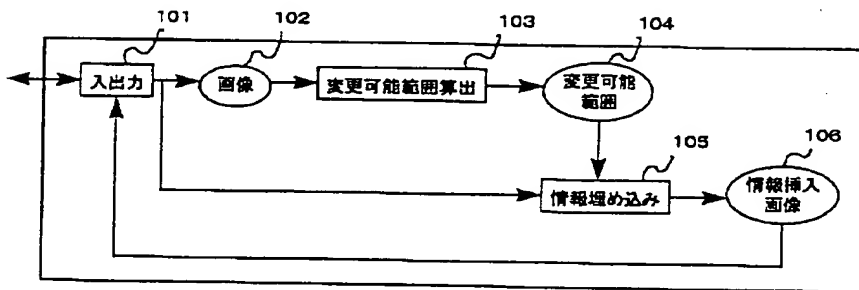 101
102
103
104
入出力
画像
変更可能範囲算出
変更可能
範囲
105
106
情報埋め込み
情報挿入
画像